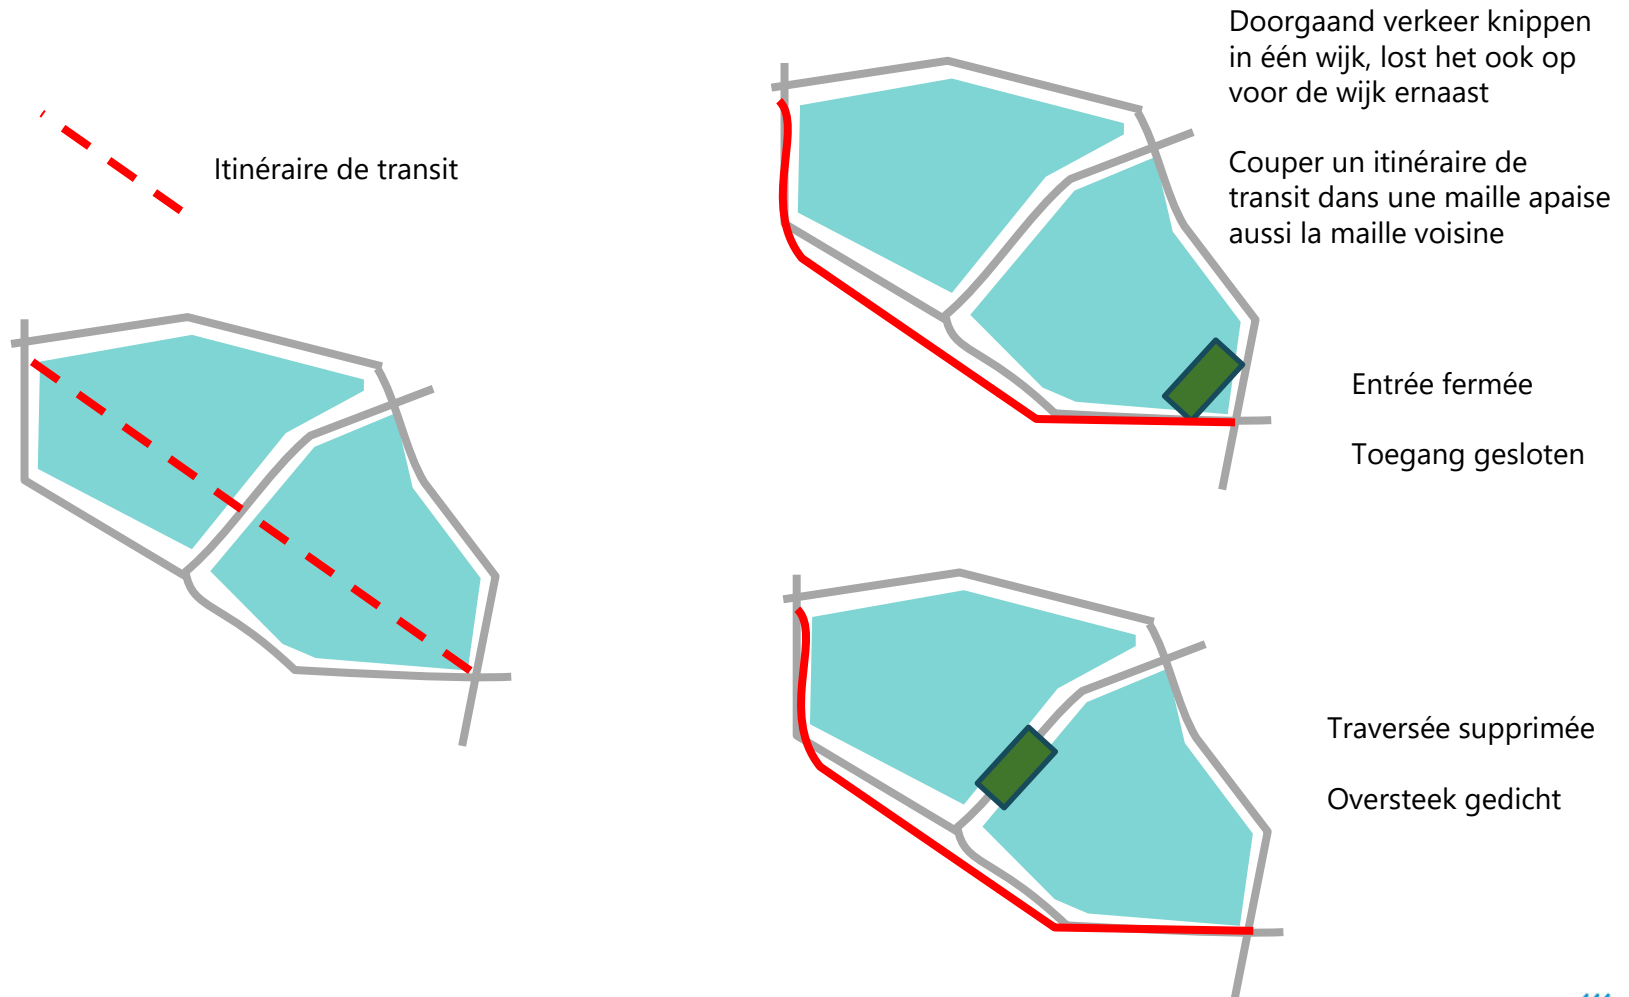 Doorgaand verkeer knippen
in één wijk, lost het ook op
voor de wijk ernaast
Couper un itinéraire de
transit dans une maille apaise
aussi la maille voisine
Itinéraire de transit
Entrée fermée
Toegang gesloten
Traversée supprimée
Oversteek gedicht